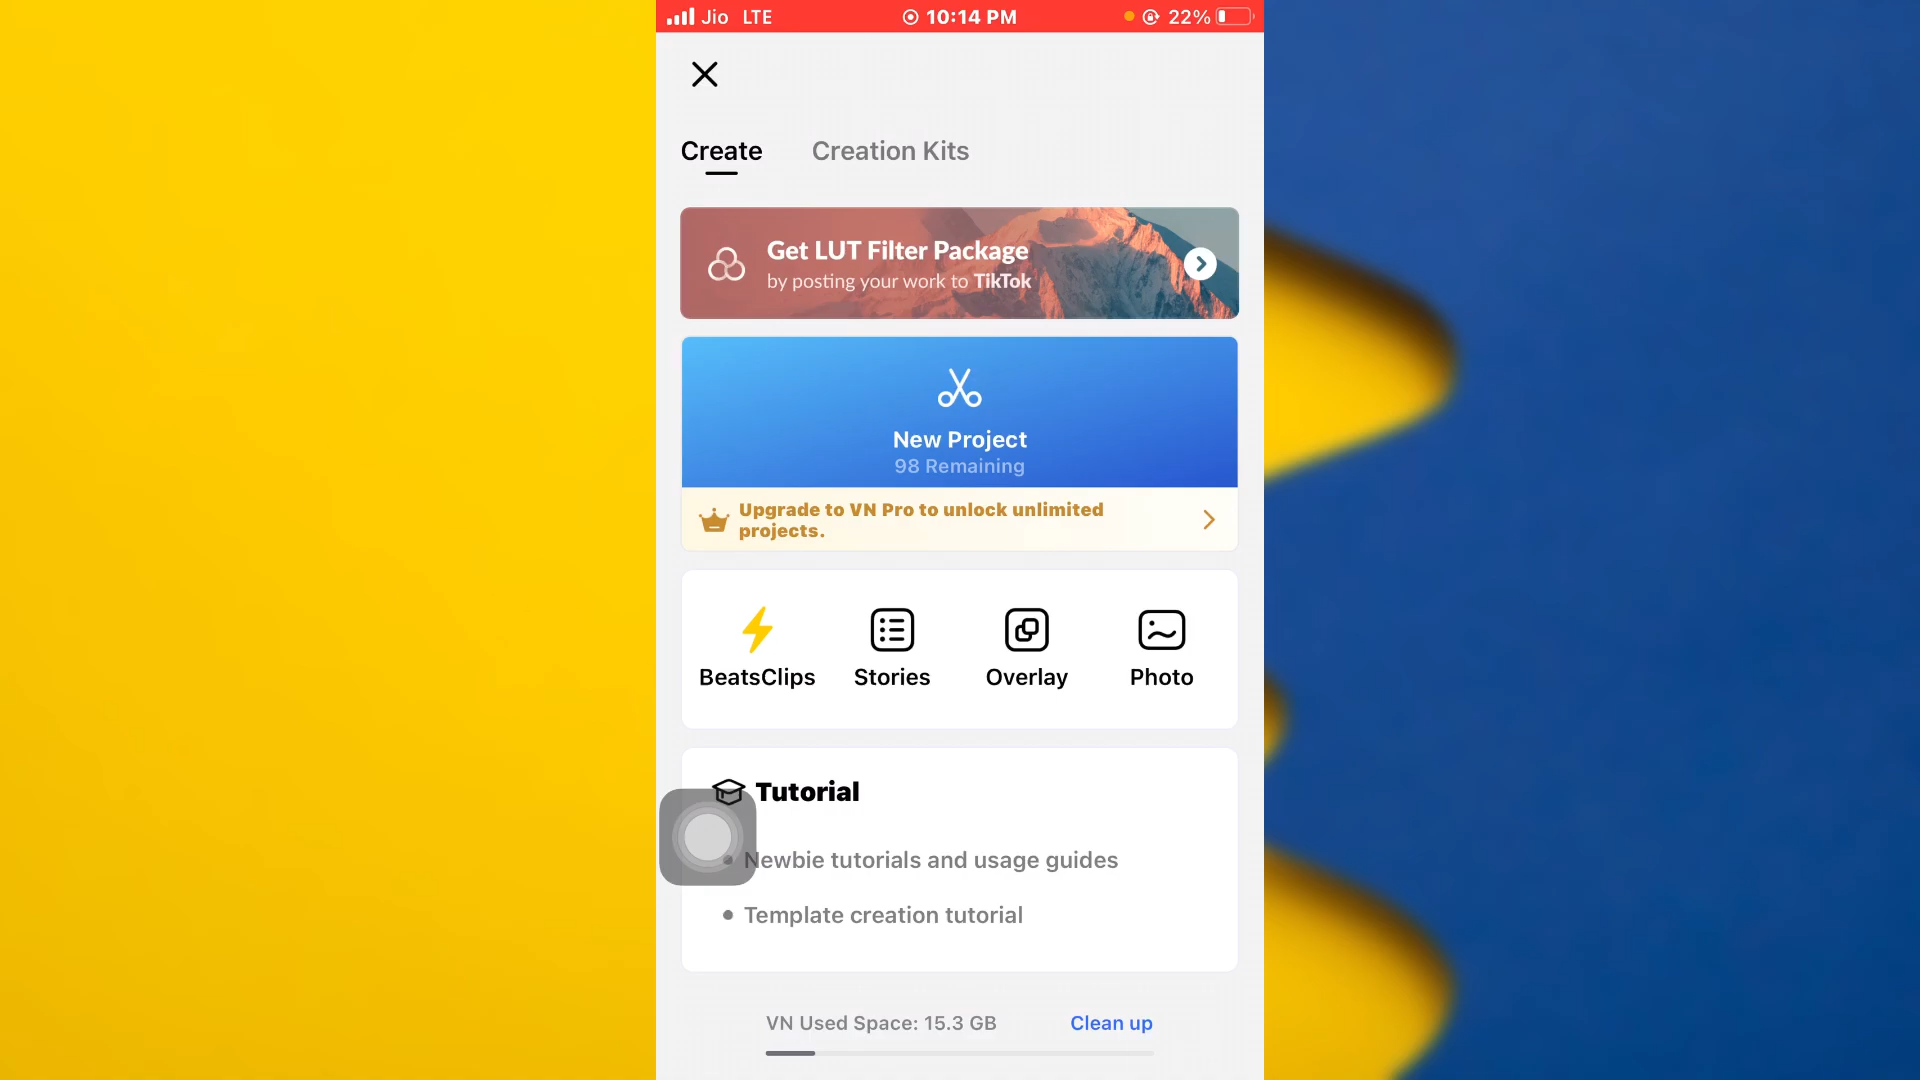 Jio LTE 10:14 PM 22%
Create Creation Kits
Get LUT Filter Package
by posting your work to TikTok
New Project
98 Remaining
Upgrade to VN Pro to unlock unlimited
projects.
BeatsClips Stories Overlay Photo
Tutorial
Newbie tutorials and usage guides
Template creation tutorial
VN Used Space: 15.3 GB Clean up